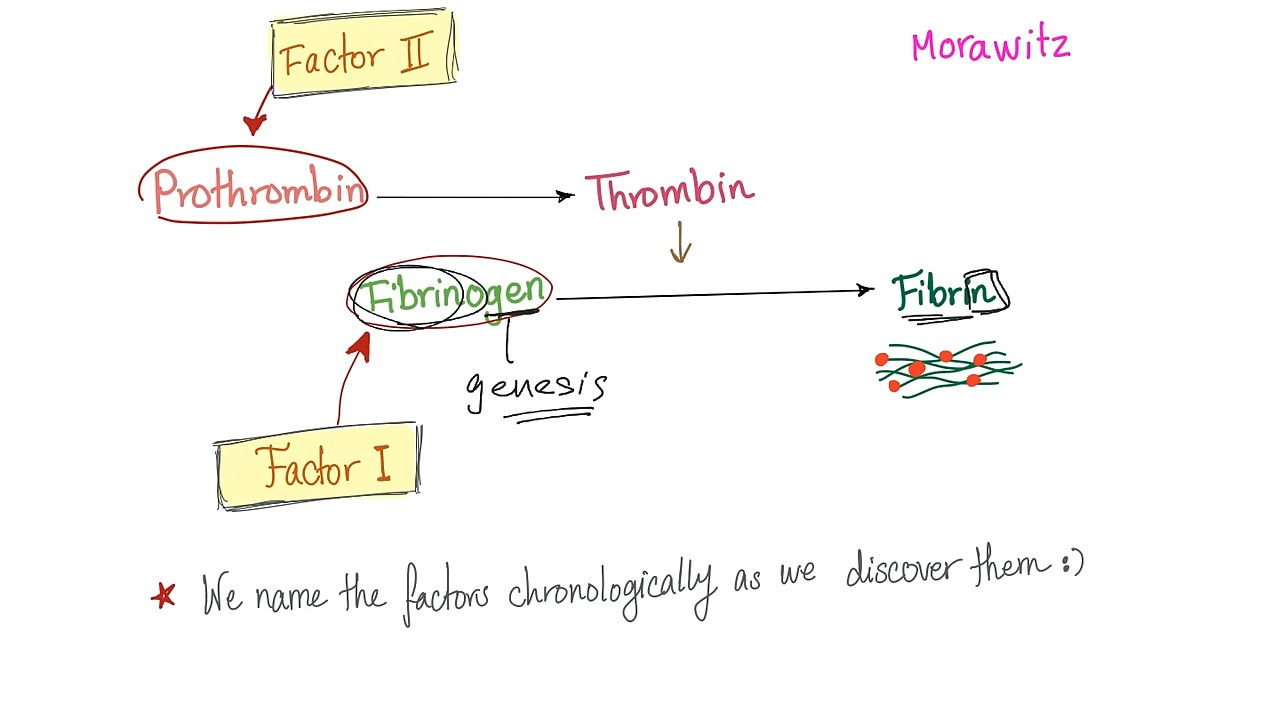 Factor II
Morawitz
Prothrombin
Thrombin
Fibrinogen
Fibrin
genesis
Factor I
We name the factors chronologically as we discover them :)